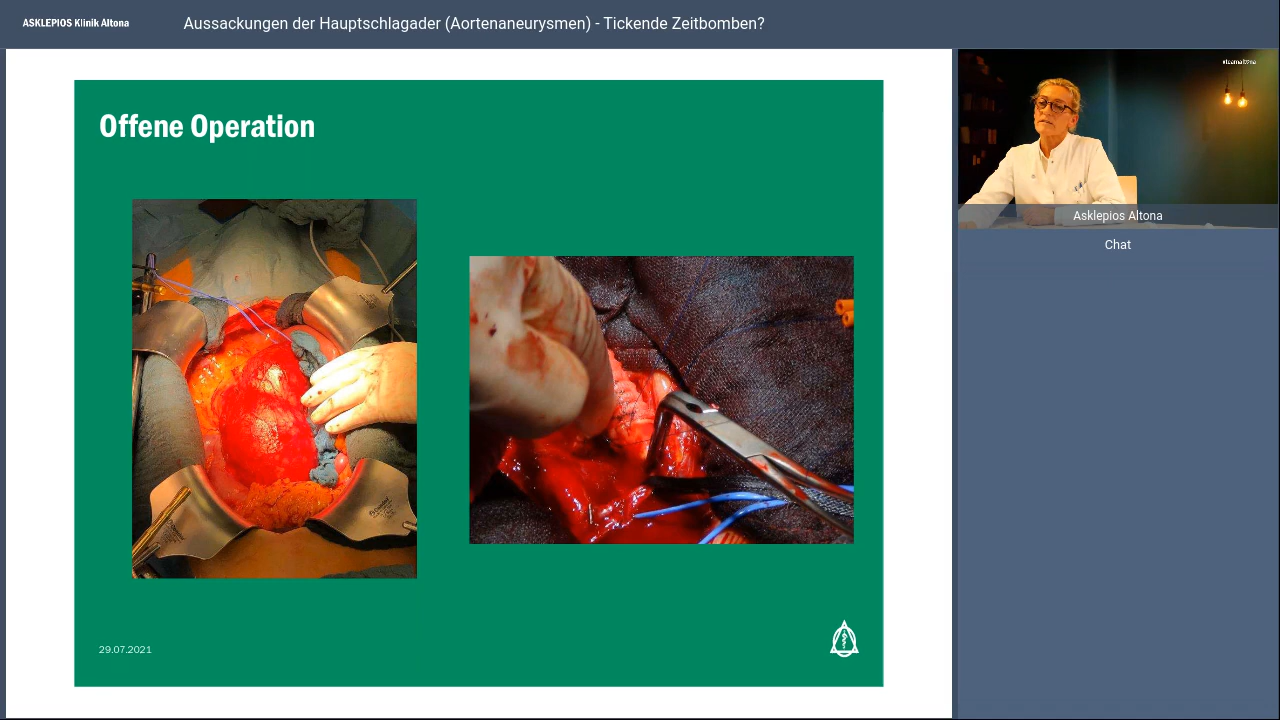 ASKLEPIOS Klinik Altona
Aussackungen der Hauptschlagader (Aortenaneurysmen) - Tickende Zeitbomben?
Offene Operation
29.07.2021
Asklepios Altona
Chat